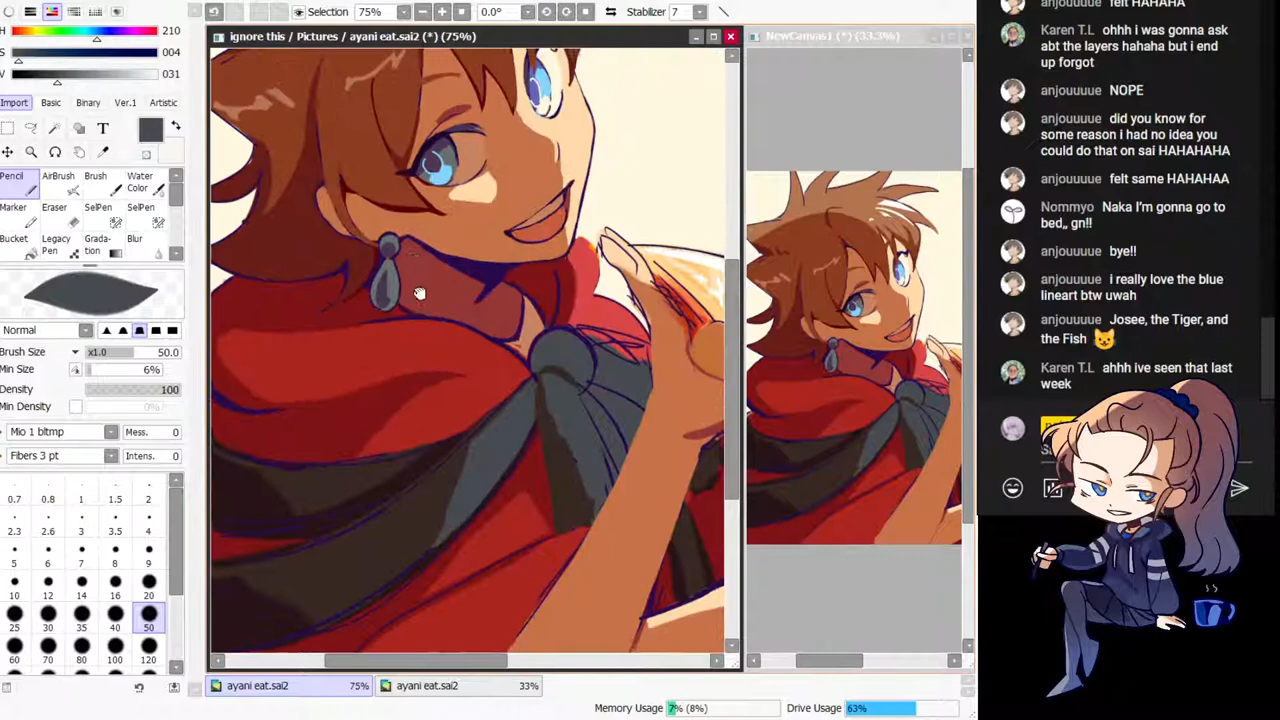 Selection 75% 0.0° Stabilizer 7
ignore this / Pictures / ayani eat.sai2 (*) (75%)
NewCanvas1 (*) (33.3%)
H 210
S 004
V 031
Import Basic Binary Ver.1 Artistic
T
Pencil AirBrush Brush Water Color
Marker Eraser SelPen SelPen
Bucket Legacy Pen Grada-tion Blur
Normal
Brush Size x1.0 50.0
Min Size 6%
Density 100
Min Density 100%
Mio 1 bltmp Mess. 0
Fibers 3 pt Intens. 0
0.7 0.8 1 1.5 2
2.3 2.6 3 3.5 4
5 6 7 8 9
10 12 14 16 20
25 30 35 40 50
60 70 80 100 120
ayani eat.sai2 75% ayani eat.sai2 33%
Memory Usage 7% (8%) Drive Usage 63%
anjouuuue felt HAHAHA
Karen T.L ohhh i was gonna ask
abt the layers hahaha but i end
up forgot
anjouuuue NOPE
anjouuuue did you know for
some reason i had no idea you
could do that on sai HAHAHAHA
anjouuuue felt same HAHAHAA
Nommyo Naka I’m gonna go to
bed,, gn!!
anjouuuue bye!!
anjouuuue i really love the blue
lineart btw uwah
anjouuuue Josee, the Tiger, and
the Fish
Karen T.L ahhh ive seen that last
week